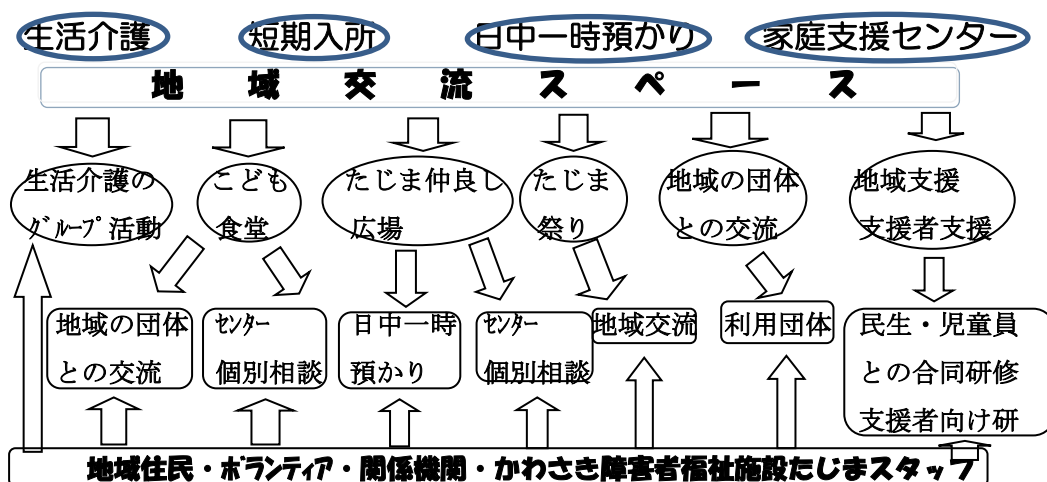 生活介護 短期入所 日中一時預かり 家庭支援センター
地域交流スペース
生活介護の
グループ活動
こども
食堂
たじま仲良し
広場
たじま
祭り
地域の団体
との交流
地域支援
支援者支援
地域の団体
との交流
センター
個別相談
日中一時
預かり
センター
個別相談
地域交流
利用団体
民生・児童員
との合同研修
支援者向け研
地域住民・ボランティア・関係機関・かわさき障害者福祉施設たじまスタッフ